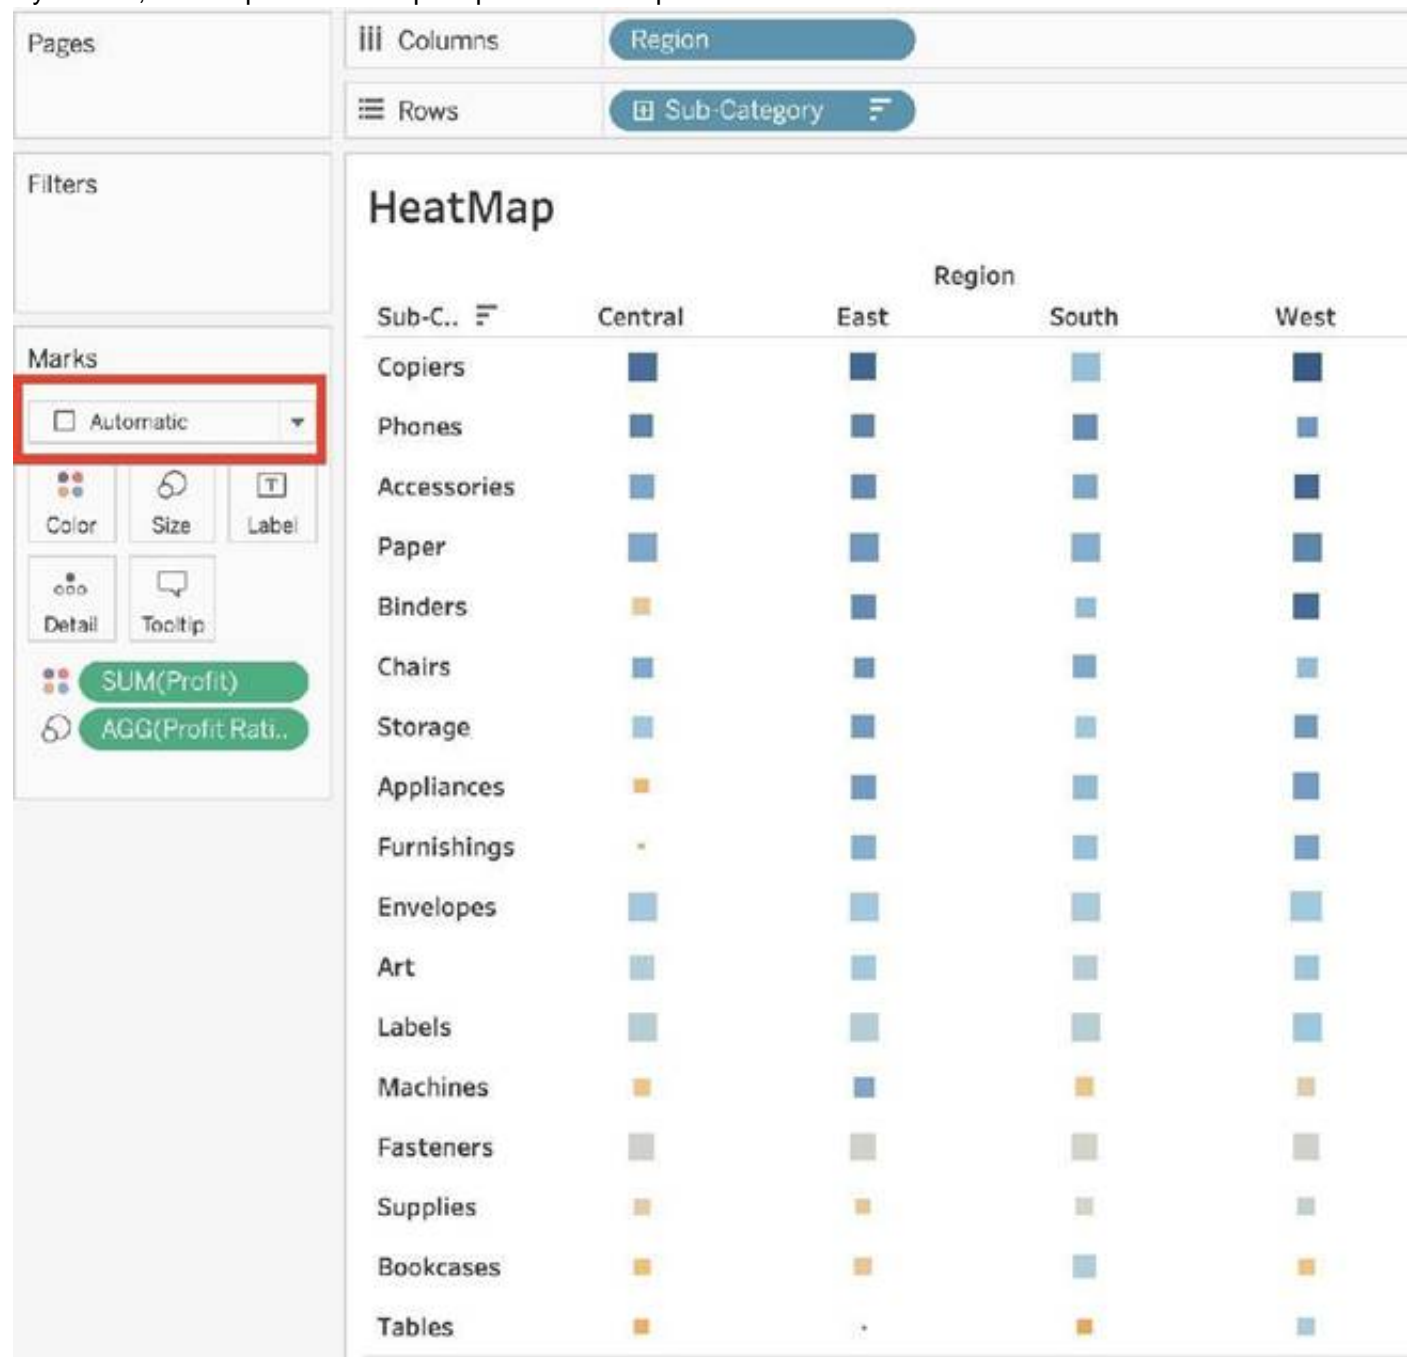 Pages
Columns Region
Rows Sub-Category
Filters
HeatMap
Region
Sub-C.. Central East South West
Marks
Automatic
Color Size Label
Detail Tooltip
SUM(Profit)
AGG(Profit Rati..
Copiers
Phones
Accessories
Paper
Binders
Chairs
Storage
Appliances
Furnishings
Envelopes
Art
Labels
Machines
Fasteners
Supplies
Bookcases
Tables